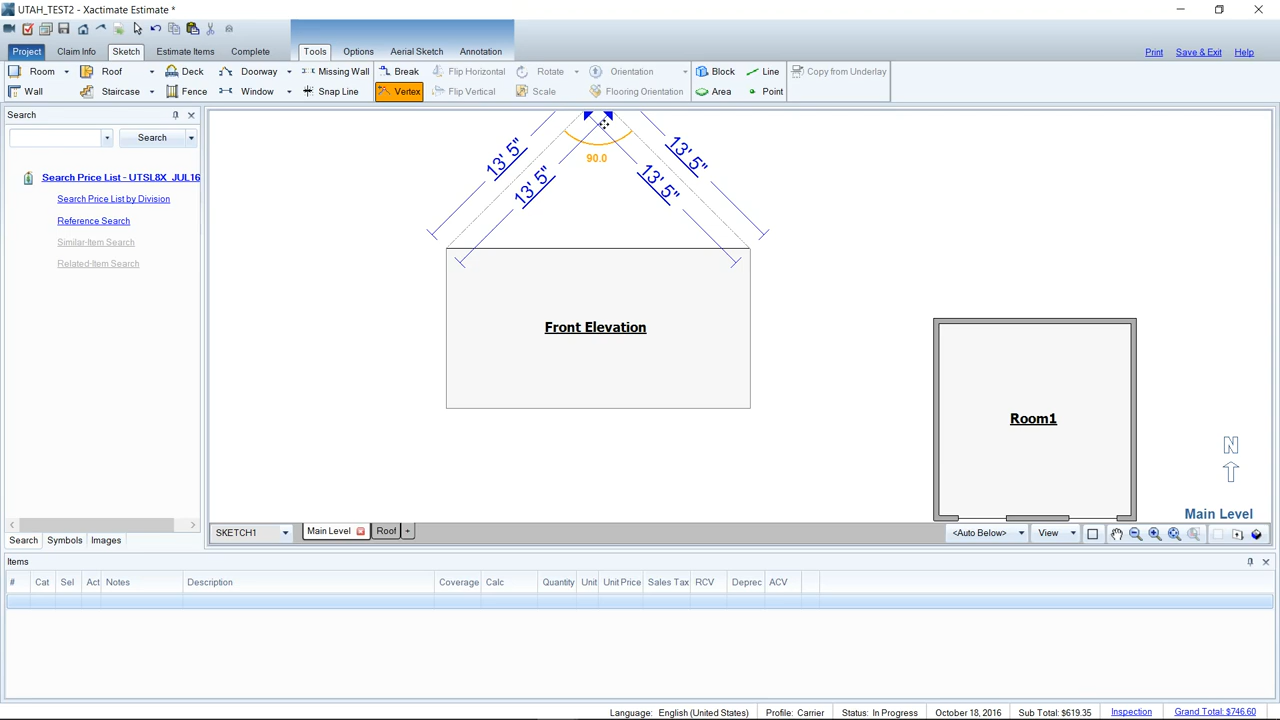 UTAH_TEST2 - Xactimate Estimate *
Project Claim Info Sketch Estimate Items Complete Tools Options Aerial Sketch Annotation Print Save & Exit Help
Room Roof Deck Doorway Missing Wall Break Flip Horizontal Rotate Orientation Block Line Copy from Underlay
Wall Staircase Fence Window Snap Line Vertex Flip Vertical Scale Flooring Orientation Area Point
Search
Search
Search Price List - UTSL8X_JUL16
Search Price List by Division
Reference Search
Similar-Item Search
Related-Item Search
13' 5" 13' 5"
90.0
13' 5" 13' 5"
Front Elevation
Room1
N
Main Level
SKETCH1 Main Level Roof + <Auto Below> View
Search Symbols Images
Items
# Cat Sel Act Notes Description Coverage Calc Quantity Unit Unit Price Sales Tax RCV Deprec ACV
Language: English (United States) Profile: Carrier Status: In Progress October 18, 2016 Sub Total: $619.35 Inspection Grand Total: $746.60